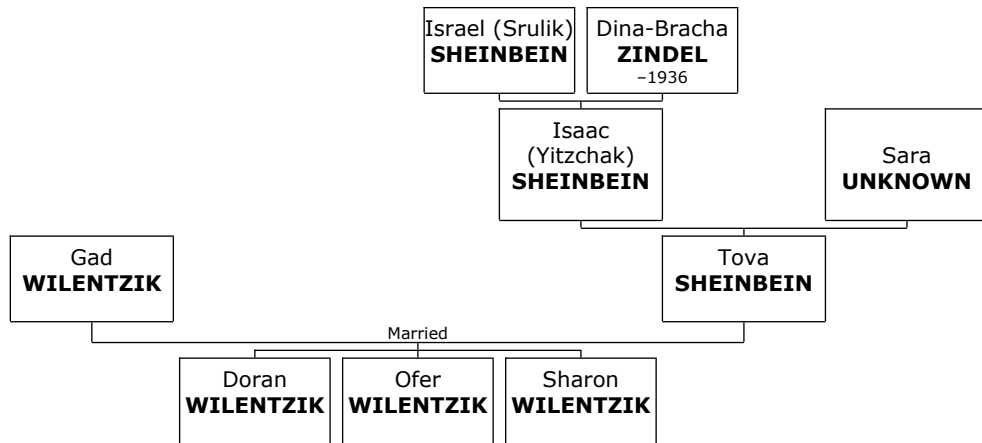 Israel (Srulik)
SHEINBEIN
Dina-Bracha
ZINDEL
–1936
Isaac
(Yitzchak)
SHEINBEIN
Sara
UNKNOWN
Gad
WILENTZIK
Tova
SHEINBEIN
Married
Doran
WILENTZIK
Ofer
WILENTZIK
Sharon
WILENTZIK